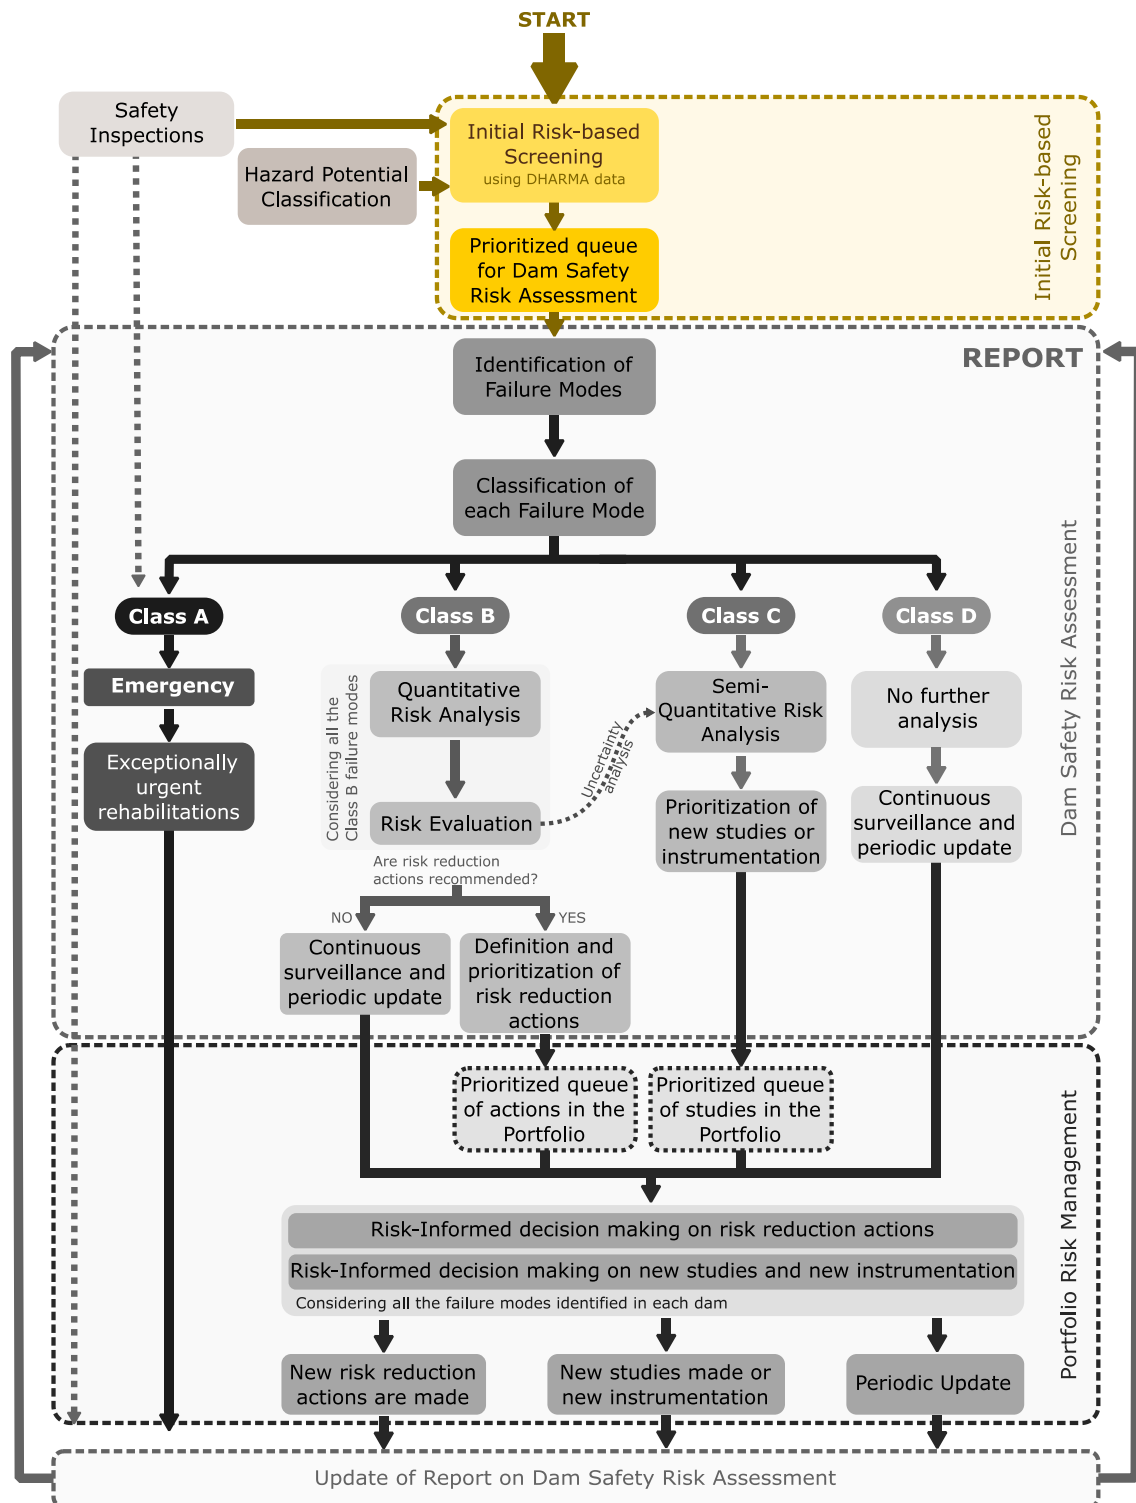 START
Safety
Inspections
Hazard Potential
Classification
Initial Risk-based
Screening
using DHARMA data
Prioritized queue
for Dam Safety
Risk Assessment
Initial Risk-based
Screening
REPORT
Identification of
Failure Modes
Classification of
each Failure Mode
Dam Safety Risk Assessment
Class A
Class B
Class C
Class D
Emergency
Exceptionally
urgent
rehabilitations
Considering all the
Class B failure modes
Quantitative
Risk Analysis
Risk Evaluation
Uncertainty
analysis
Semi-
Quantitative Risk
Analysis
Prioritization of
new studies or
instrumentation
No further
analysis
Continuous
surveillance and
periodic update
Are risk reduction
actions recommended?
NO
YES
Continuous
surveillance and
periodic update
Definition and
prioritization of
risk reduction
actions
Prioritized queue
of actions in the
Portfolio
Prioritized queue
of studies in the
Portfolio
Portfolio Risk Management
Risk-Informed decision making on risk reduction actions
Risk-Informed decision making on new studies and new instrumentation
Considering all the failure modes identified in each dam
New risk reduction
actions are made
New studies made or
new instrumentation
Periodic Update
Update of Report on Dam Safety Risk Assessment